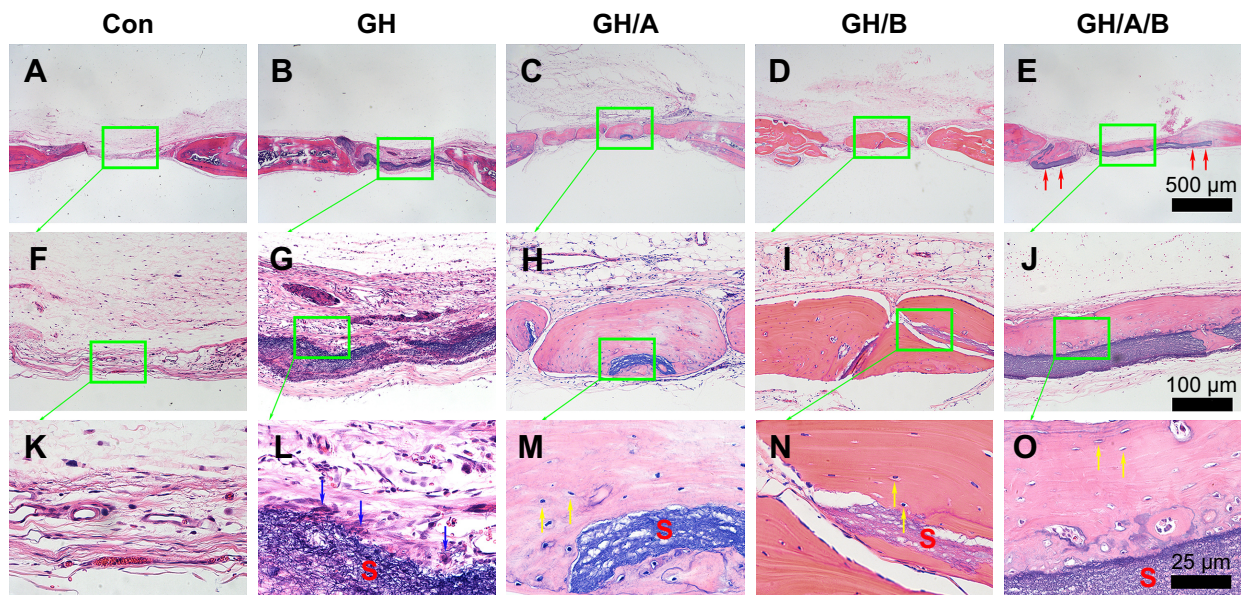 Con GH GH/A GH/B GH/A/B
A B C D E
500 µm
F G H I J
100 µm
K L M N O
S S S S
25 µm